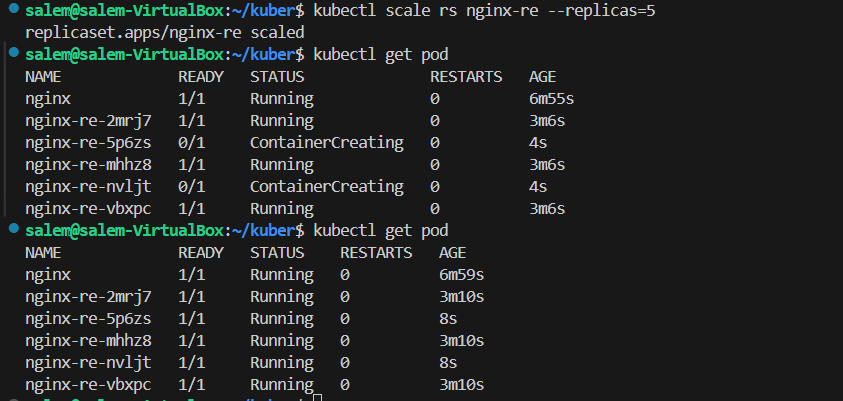 salem@salem-VirtualBox:~/kuber$ kubectl scale rs nginx-re --replicas=5
replicaset.apps/nginx-re scaled
salem@salem-VirtualBox:~/kuber$ kubectl get pod
NAME READY STATUS RESTARTS AGE
nginx 1/1 Running 0 6m55s
nginx-re-2mrj7 1/1 Running 0 3m6s
nginx-re-5p6zs 0/1 ContainerCreating 0 4s
nginx-re-mhhz8 1/1 Running 0 3m6s
nginx-re-nvljt 0/1 ContainerCreating 0 4s
nginx-re-vbxpc 1/1 Running 0 3m6s
salem@salem-VirtualBox:~/kuber$ kubectl get pod
NAME READY STATUS RESTARTS AGE
nginx 1/1 Running 0 6m59s
nginx-re-2mrj7 1/1 Running 0 3m10s
nginx-re-5p6zs 1/1 Running 0 8s
nginx-re-mhhz8 1/1 Running 0 3m10s
nginx-re-nvljt 1/1 Running 0 8s
nginx-re-vbxpc 1/1 Running 0 3m10s